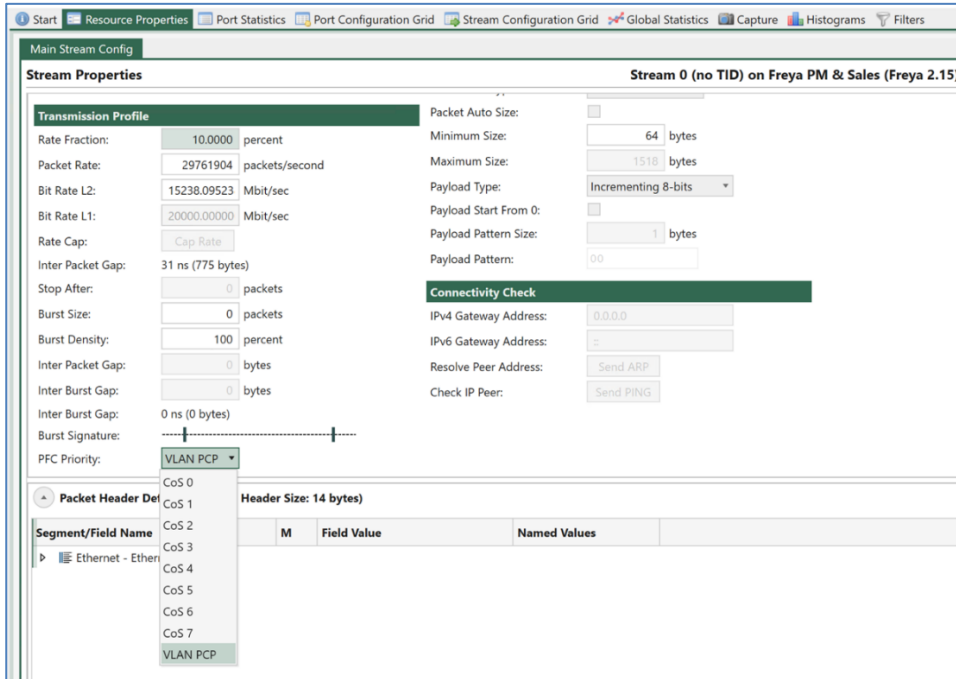 Start Resource Properties Port Statistics Port Configuration Grid Stream Configuration Grid Global Statistics Capture Histograms Filters
Main Stream Config
Stream Properties Stream 0 (no TID) on Freya PM & Sales (Freya 2.15)
Transmission Profile
Rate Fraction: 10.0000 percent
Packet Rate: 29761904 packets/second
Bit Rate L2: 15238.09523 Mbit/sec
Bit Rate L1: 20000.00000 Mbit/sec
Rate Cap: Cap Rate
Inter Packet Gap: 31 ns (775 bytes)
Stop After: 0 packets
Burst Size: 0 packets
Burst Density: 100 percent
Inter Packet Gap: 0 bytes
Inter Burst Gap: 0 bytes
Inter Burst Gap: 0 ns (0 bytes)
Burst Signature:
PFC Priority: VLAN PCP
CoS 0
CoS 1
CoS 2
CoS 3
CoS 4
CoS 5
CoS 6
CoS 7
VLAN PCP
Packet Auto Size:
Minimum Size: 64 bytes
Maximum Size: 1518 bytes
Payload Type: Incrementing 8-bits
Payload Start From 0:
Payload Pattern Size: 1 bytes
Payload Pattern: 00
Connectivity Check
IPv4 Gateway Address: 0.0.0.0
IPv6 Gateway Address: ::
Resolve Peer Address: Send ARP
Check IP Peer: Send PING
Packet Header Det Header Size: 14 bytes)
Segment/Field Name M Field Value Named Values
Ethernet - Ether